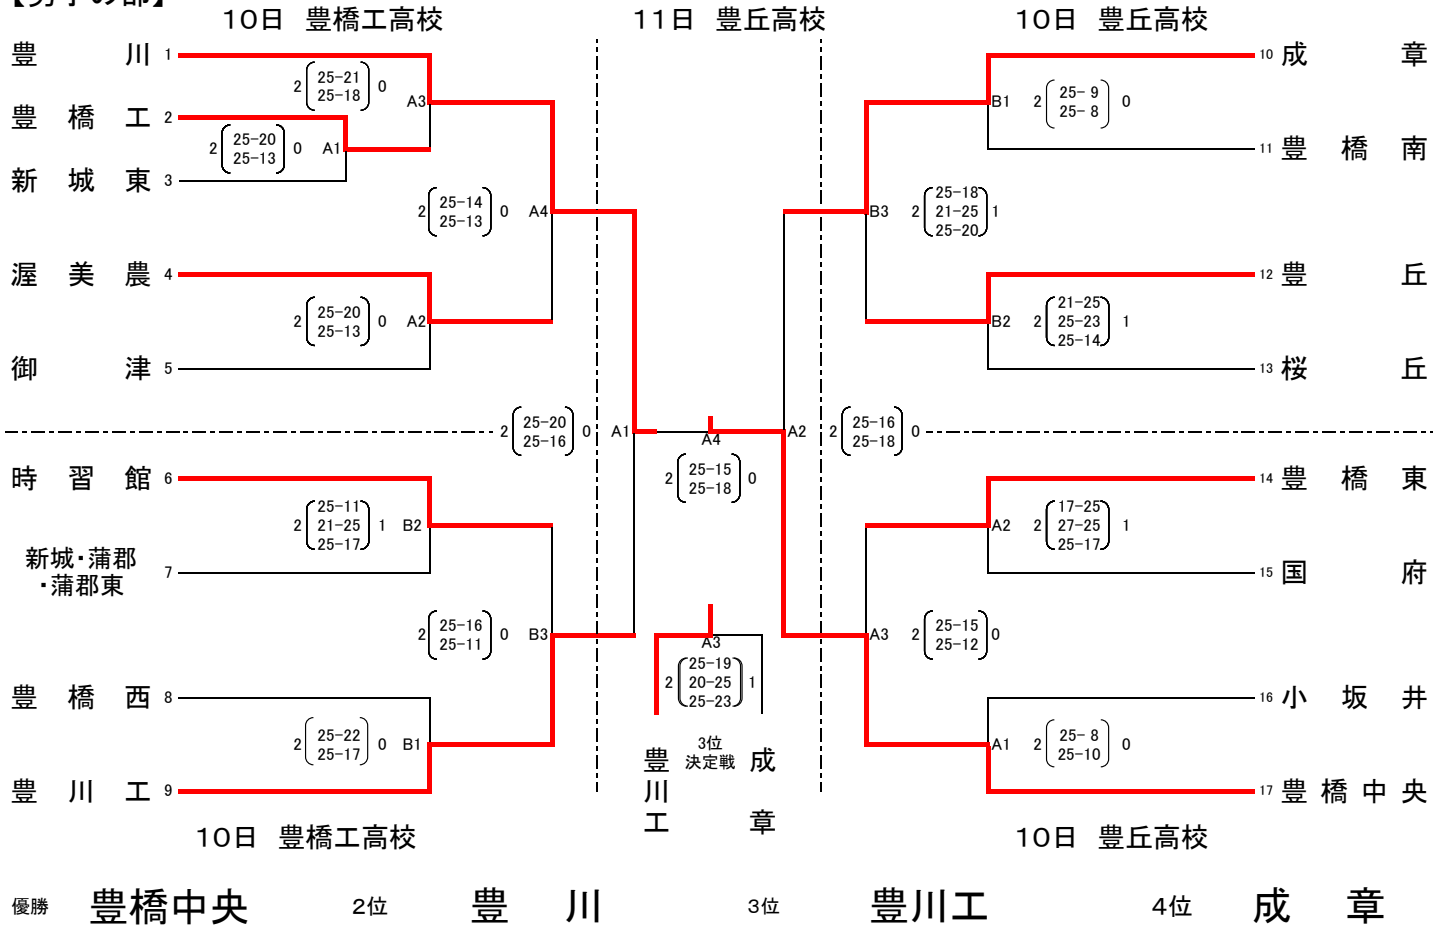 【男子の部】
10日 豊橋工高校
11日 豊丘高校
10日 豊丘高校
豊川 1
2 25-21 0
25-18
A3
豊橋工 2
2 25-20 0
25-13
A1
新城東 3
2 25-14 0
25-13
A4
渥美農 4
2 25-20 0
25-13
A2
御津 5
2 25-20 0
25-16
A1
時習館 6
2 25-11 1
21-25
25-17
B2
新城・蒲郡
・蒲郡東
7
2 25-16 0
25-11
B3
豊橋西 8
2 25-22 0
25-17
B1
豊川工 9
10日 豊橋工高校
A4
2 25-15 0
25-18
A3
2 25-19 1
20-25
25-23
3位
決定戦
豊川工
成章
10 成章
B1
2 25- 9 0
25- 8
11 豊橋南
B3
2 25-18 1
21-25
25-20
12 豊丘
B2
2 21-25 1
25-23
25-14
13 桜丘
A2
2 25-16 0
25-18
14 豊橋東
A2
2 17-25 1
27-25
25-17
15 国府
A3
2 25-15 0
25-12
16 小坂井
A1
2 25- 8 0
25-10
17 豊橋中央
10日 豊丘高校
優勝 豊橋中央 2位 豊川 3位 豊川工 4位 成章